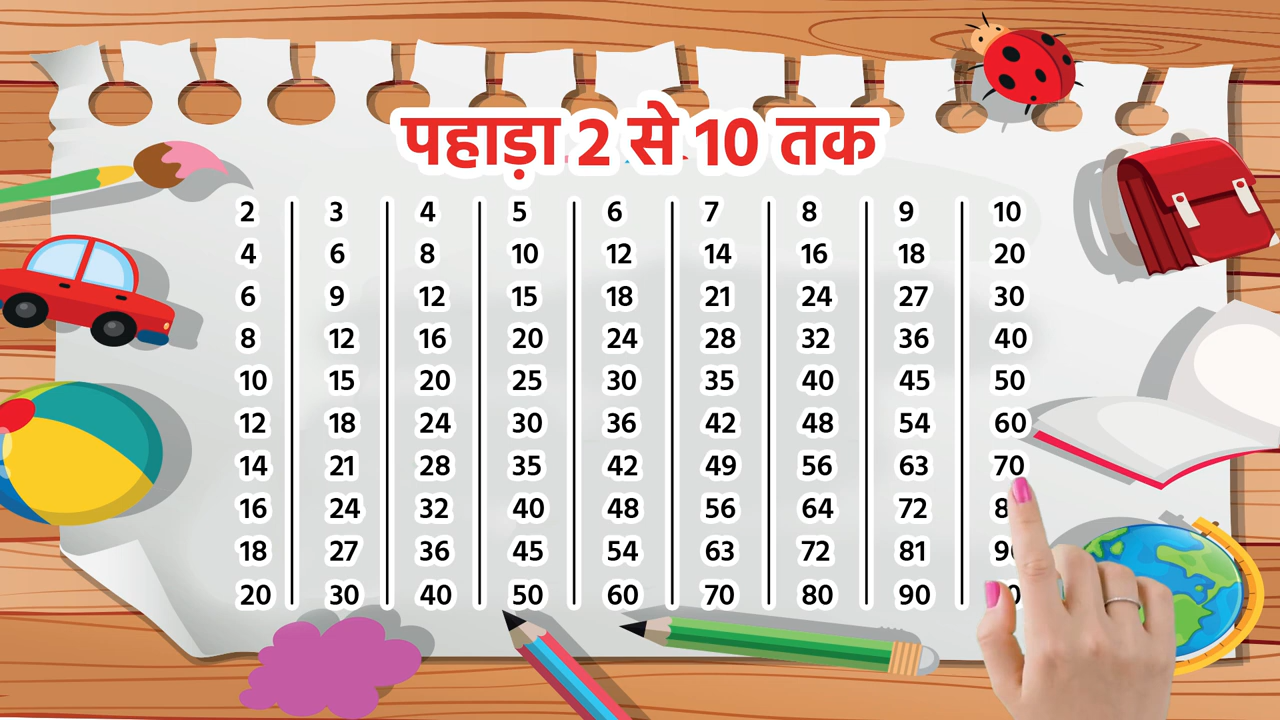 पहाड़ा 2 से 10 तक
2 3 4 5 6 7 8 9 10
4 6 8 10 12 14 16 18 20
6 9 12 15 18 21 24 27 30
8 12 16 20 24 28 32 36 40
10 15 20 25 30 35 40 45 50
12 18 24 30 36 42 48 54 60
14 21 28 35 42 49 56 63 70
16 24 32 40 48 56 64 72
18 27 36 45 54 63 72 81
20 30 40 50 60 70 80 90